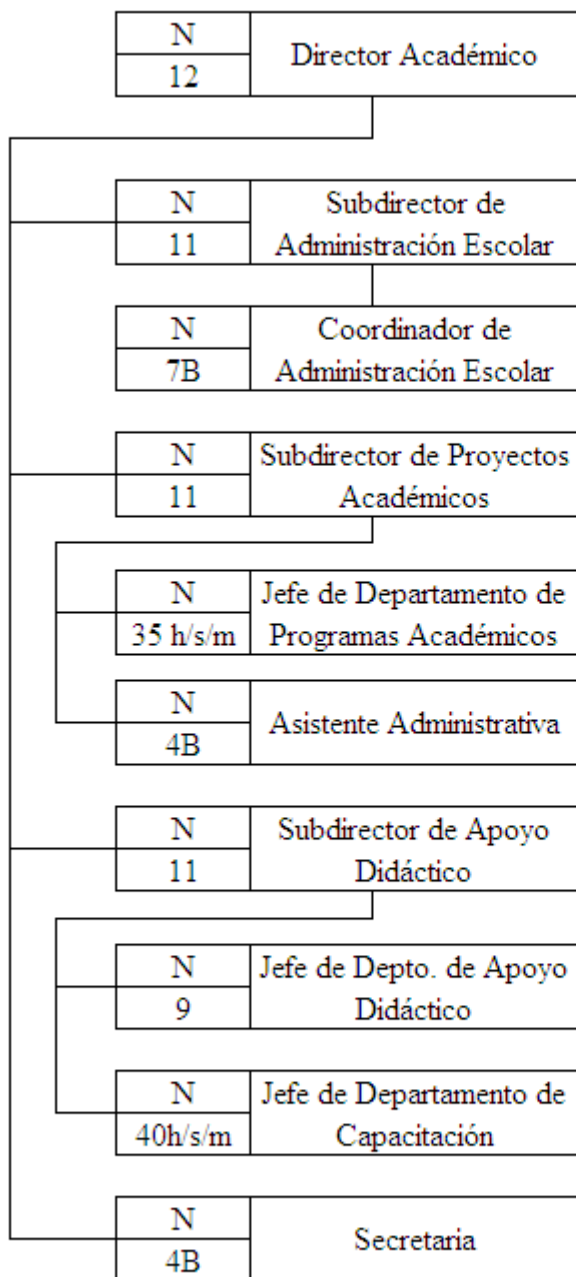 N
12
Director Académico
N
11
Subdirector de
Administración Escolar
N
7B
Coordinador de
Administración Escolar
N
11
Subdirector de Proyectos
Académicos
N
35 h/s/m
Jefe de Departamento de
Programas Académicos
N
4B
Asistente Administrativa
N
11
Subdirector de Apoyo
Didáctico
N
9
Jefe de Depto. de Apoyo
Didáctico
N
40h/s/m
Jefe de Departamento de
Capacitación
N
4B
Secretaria